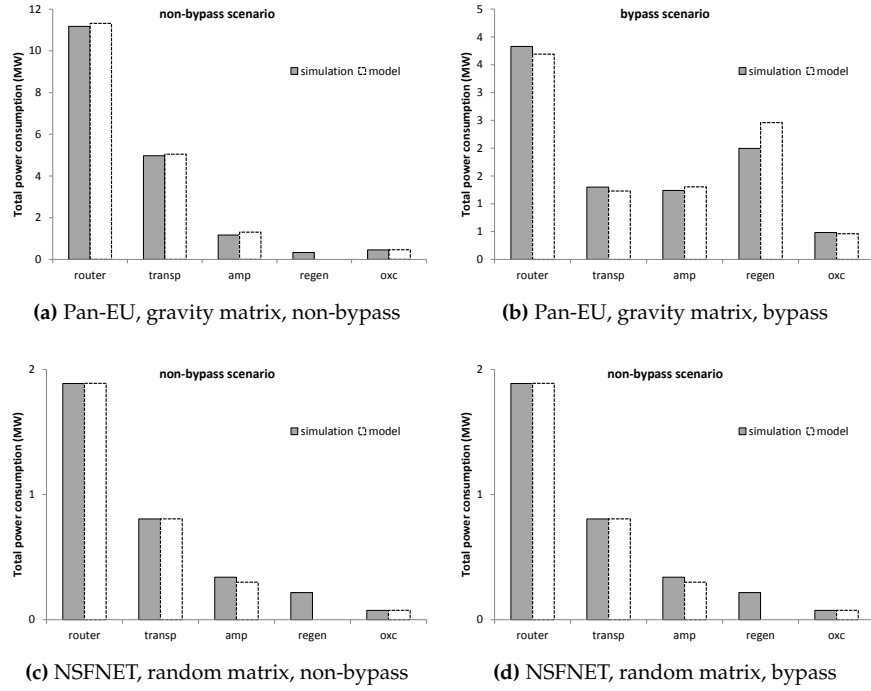 non-bypass scenario
Total power consumption (MW)
12
10
8
6
4
2
0
simulation model
router transp amp regen oxc
(a) Pan-EU, gravity matrix, non-bypass
bypass scenario
Total power consumption (MW)
5
4
4
3
3
2
2
1
1
0
simulation model
router transp amp regen oxc
(b) Pan-EU, gravity matrix, bypass
non-bypass scenario
Total power consumption (MW)
2
1
0
simulation model
router transp amp regen oxc
(c) NSFNET, random matrix, non-bypass
non-bypass scenario
Total power consumption (MW)
2
1
0
simulation model
router transp amp regen oxc
(d) NSFNET, random matrix, bypass